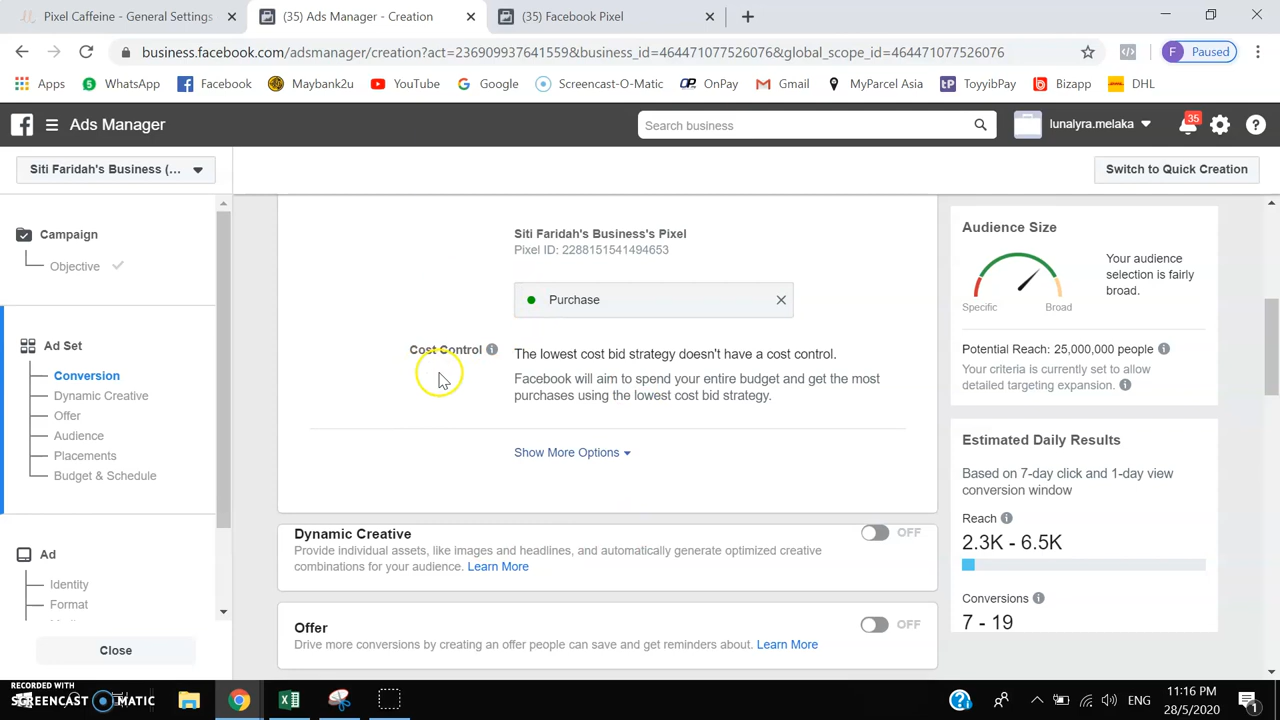 Pixel Caffeine - General Settings
(35) Ads Manager - Creation
(35) Facebook Pixel
business.facebook.com/adsmanager/creation?act=236909937641559&business_id=464471077526076&global_scope_id=464471077526076
F Paused
Apps
WhatsApp
Facebook
Maybank2u
YouTube
Google
Screencast-O-Matic
OnPay
Gmail
MyParcel Asia
ToyyibPay
Bizapp
DHL
Ads Manager
Search business
lunalyra.melaka
35
Siti Faridah's Business (...
Switch to Quick Creation
Campaign
Objective
Ad Set
Conversion
Dynamic Creative
Offer
Audience
Placements
Budget & Schedule
Ad
Identity
Format
Close
Siti Faridah's Business's Pixel
Pixel ID: 2288151541494653
Purchase
Cost Control
The lowest cost bid strategy doesn't have a cost control.
Facebook will aim to spend your entire budget and get the most
purchases using the lowest cost bid strategy.
Show More Options
Dynamic Creative
OFF
Provide individual assets, like images and headlines, and automatically generate optimized creative
combinations for your audience. Learn More
Offer
OFF
Drive more conversions by creating an offer people can save and get reminders about. Learn More
Audience Size
Your audience
selection is fairly
broad.
Specific
Broad
Potential Reach: 25,000,000 people
Your criteria is currently set to allow
detailed targeting expansion.
Estimated Daily Results
Based on 7-day click and 1-day view
conversion window
Reach
2.3K - 6.5K
Conversions
7 - 19
RECORDED WITH
SCREENCAST MATIC
ENG
11:16 PM
28/5/2020
1